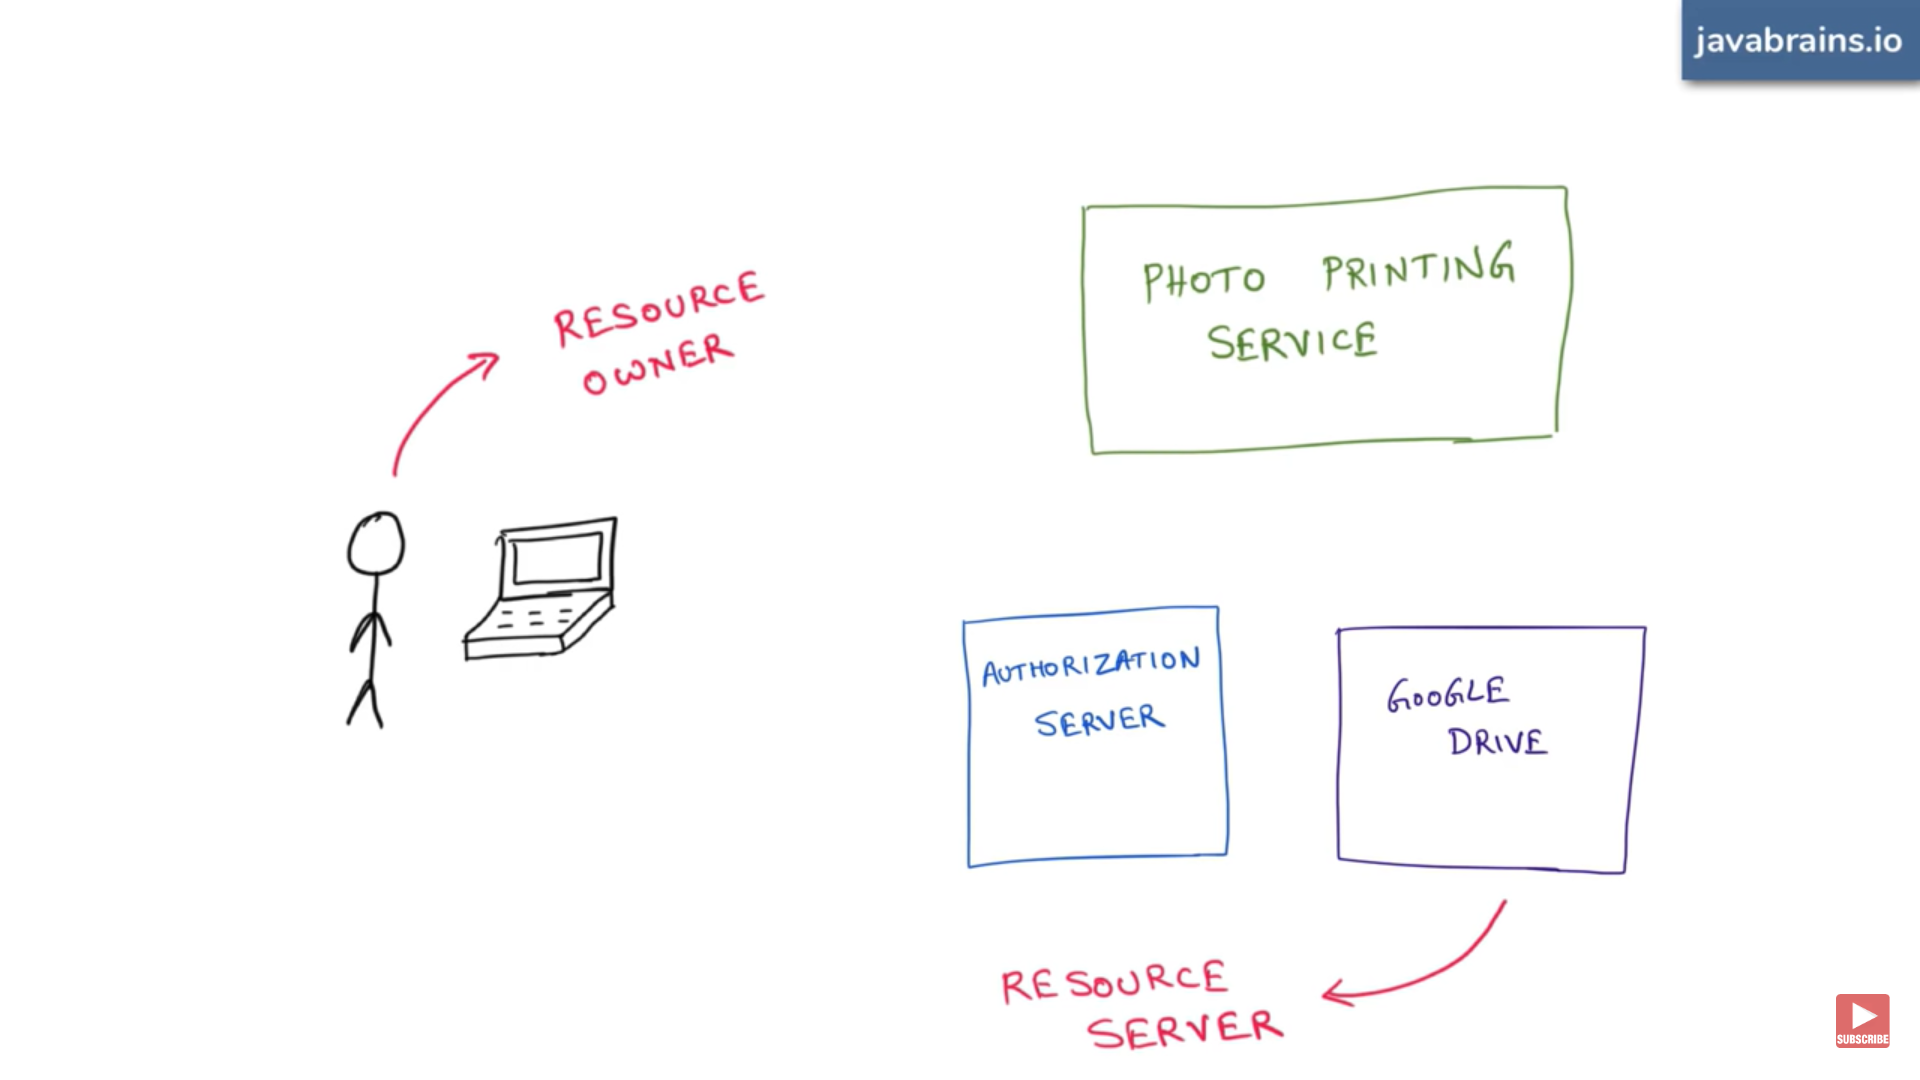 javabrains.io
RESOURCE
OWNER
PHOTO PRINTING
SERVICE
AUTHORIZATION
SERVER
GOOGLE
DRIVE
RESOURCE
SERVER
SUBSCRIBE